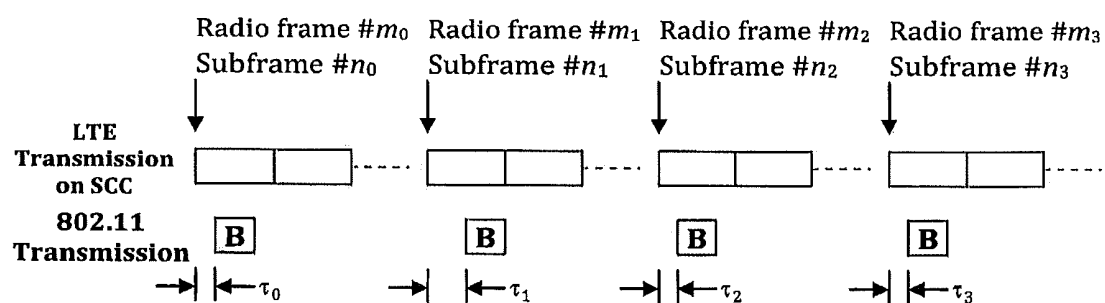 Radio frame #m₀ Radio frame #m₁ Radio frame #m₂ Radio frame #m₃
Subframe #n₀ Subframe #n₁ Subframe #n₂ Subframe #n₃
LTE
Transmission
on SCC
802.11
Transmission
B B B B
τ₀ τ₁ τ₂ τ₃